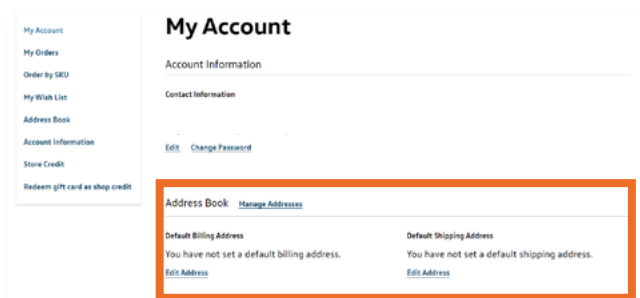 My Account
My Orders
Order by SKU
My Wish List
Address Book
Account Information
Store Credit
Redeem gift card as shop credit
My Account
Account Information
Contact Information
Edit Change Password
Address Book Manage Addresses
Default Billing Address
You have not set a default billing address.
Edit Address
Default Shipping Address
You have not set a default shipping address.
Edit Address